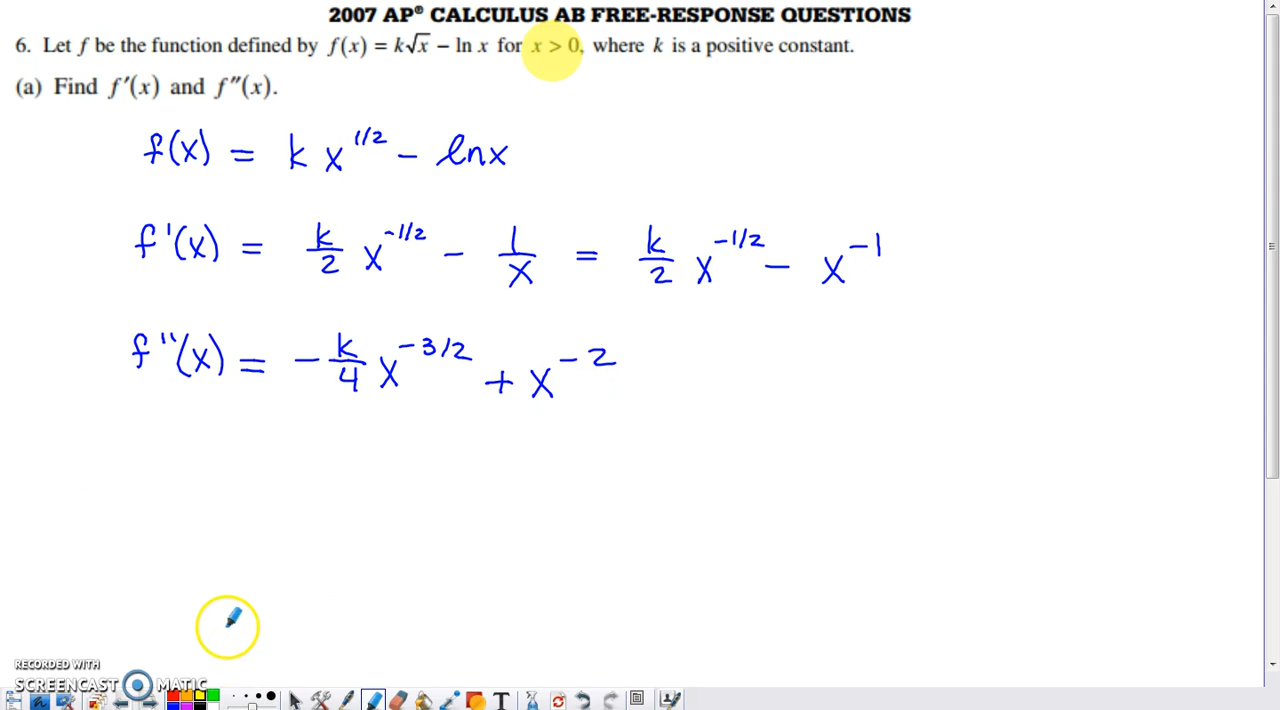 2007 AP® CALCULUS AB FREE-RESPONSE QUESTIONS
6. Let f be the function defined by f(x) = k√x − ln x for x > 0, where k is a positive constant.
(a) Find f′(x) and f″(x).
f(x) = k x^1/2 − lnx
f'(x) = k/2 x^-1/2 − 1/x = k/2 x^-1/2 − x^-1
f''(x) = − k/4 x^-3/2 + x^-2
RECORDED WITH
SCREENCAST MATIC
T